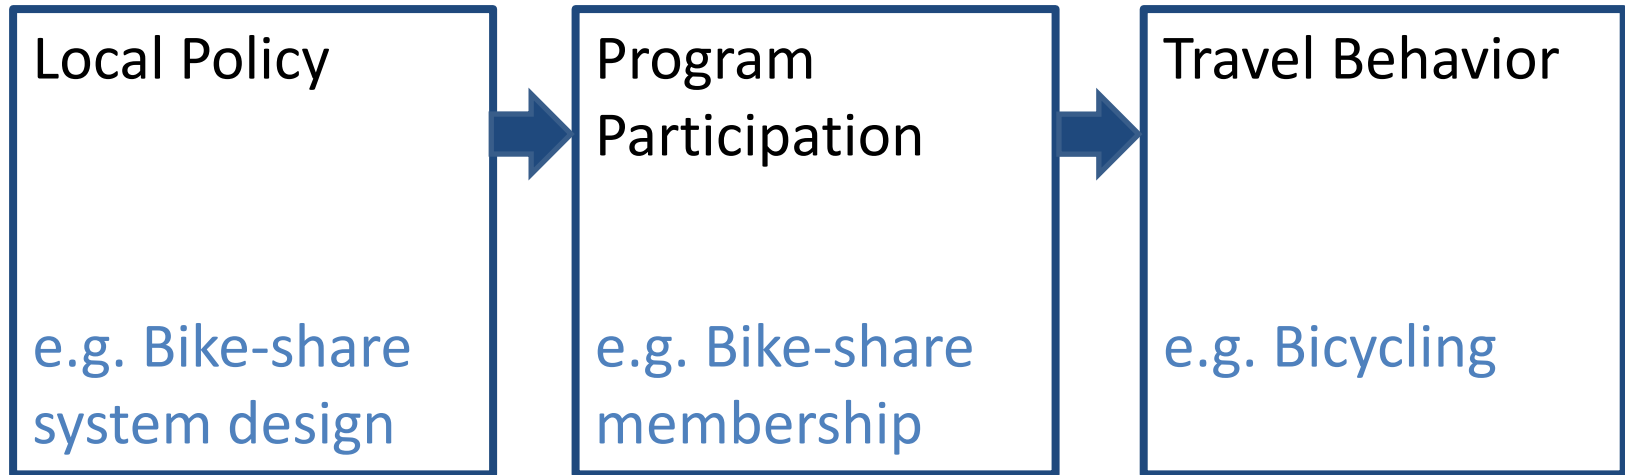 Local Policy
e.g. Bike-share
system design
Program
Participation
e.g. Bike-share
membership
Travel Behavior
e.g. Bicycling